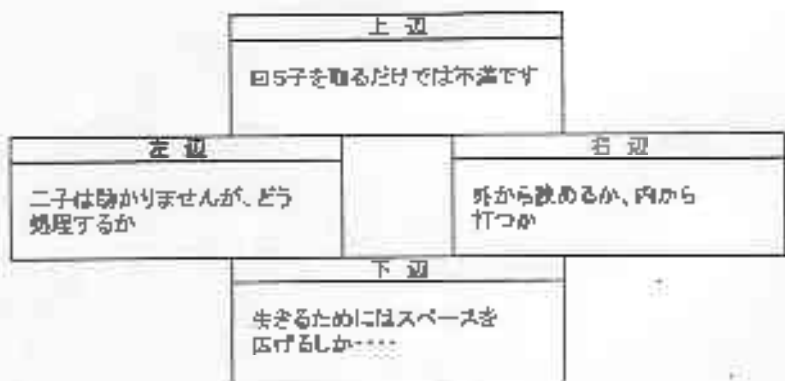 上 辺
白5子を取るだけでは不満です
左 辺
二子は助かりませんが、どう
処理するか
右 辺
外から攻めるか、内から
打つか
下 辺
生きるためにはスペースを
広げるしか‥‥